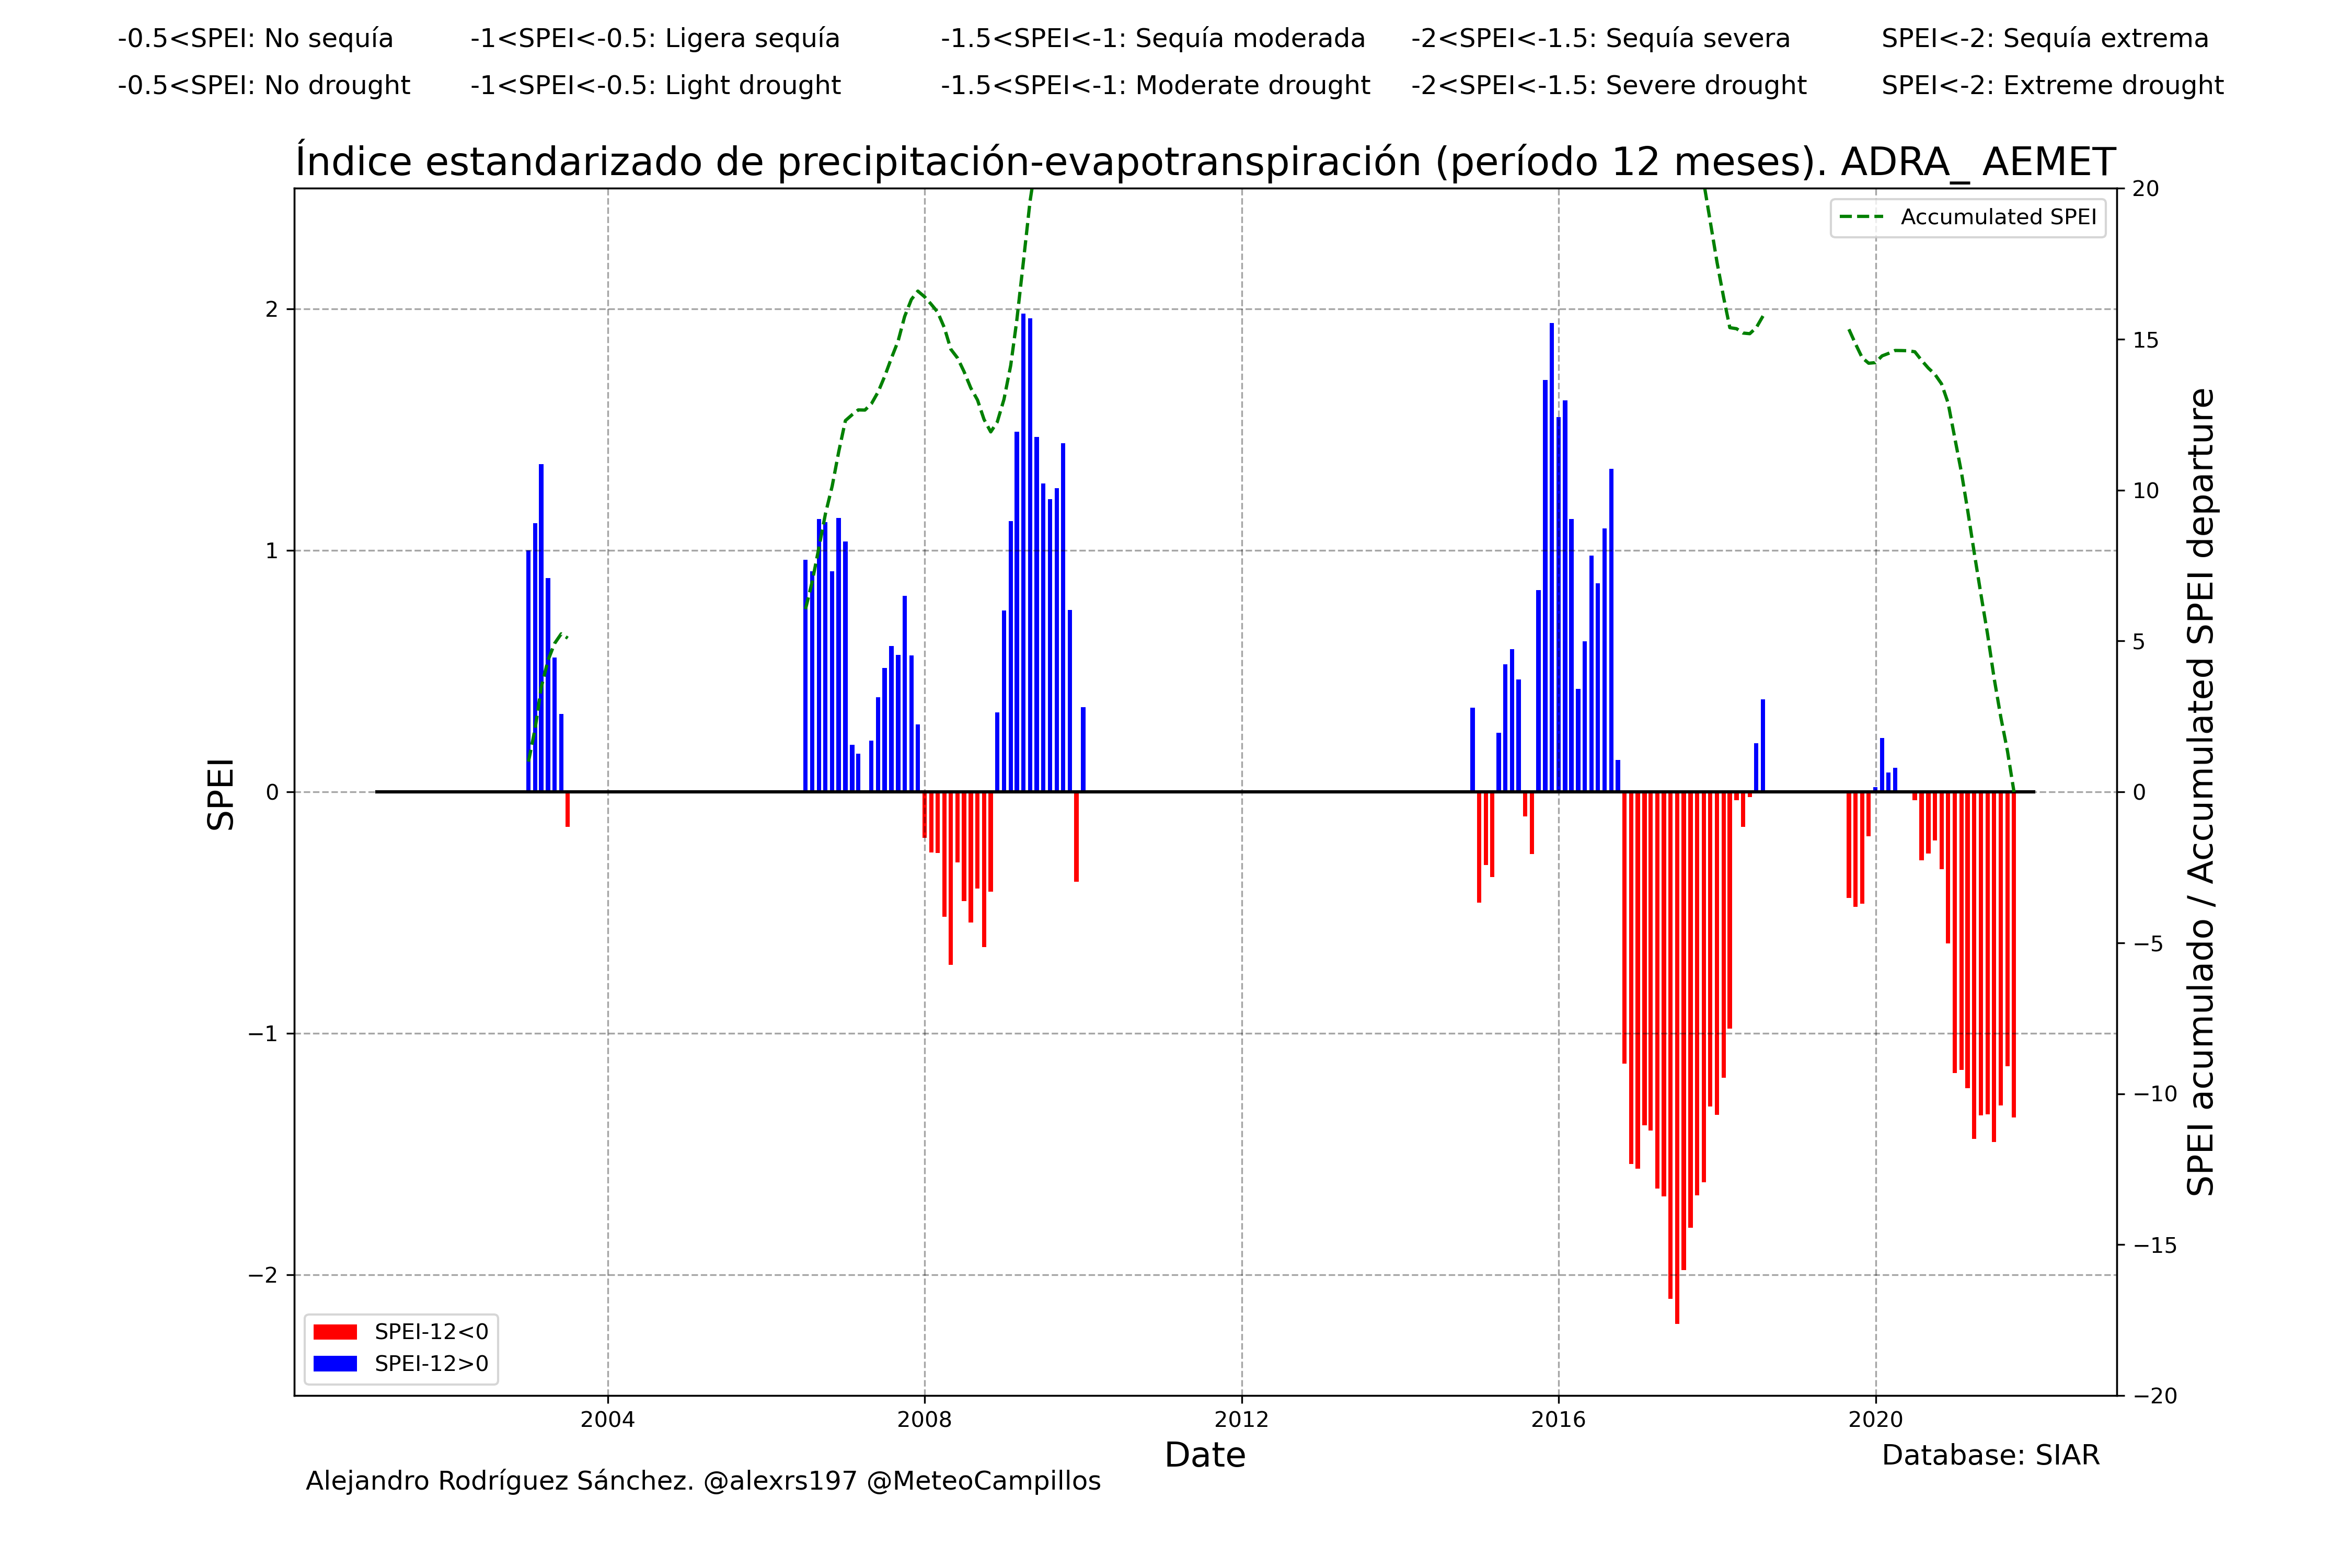 -0.5<SPEI: No sequía -1<SPEI<-0.5: Ligera sequía -1.5<SPEI<-1: Sequía moderada -2<SPEI<-1.5: Sequía severa SPEI<-2: Sequía extrema
-0.5<SPEI: No drought -1<SPEI<-0.5: Light drought -1.5<SPEI<-1: Moderate drought -2<SPEI<-1.5: Severe drought SPEI<-2: Extreme drought
Índice estandarizado de precipitación-evapotranspiración (período 12 meses). ADRA_ AEMET
Accumulated SPEI
SPEI
2
1
0
−1
−2
20
15
10
5
0
−5
−10
−15
−20
SPEI acumulado / Accumulated SPEI departure
SPEI-12<0
SPEI-12>0
2004 2008 2012 2016 2020
Date
Database: SIAR
Alejandro Rodríguez Sánchez. @alexrs197 @MeteoCampillos